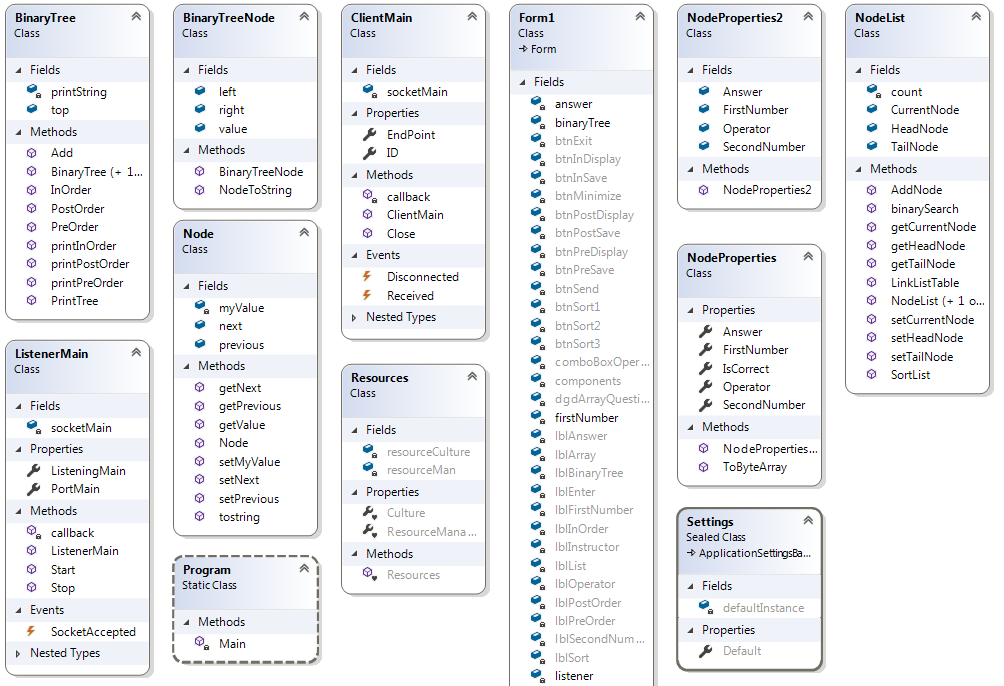 BinaryTree
Class
Fields
printString
top
Methods
Add
BinaryTree (+ 1...
InOrder
PostOrder
PreOrder
printInOrder
printPostOrder
printPreOrder
PrintTree
ListenerMain
Class
Fields
socketMain
Properties
ListeningMain
PortMain
Methods
callback
ListenerMain
Start
Stop
Events
SocketAccepted
Nested Types
BinaryTreeNode
Class
Fields
left
right
value
Methods
BinaryTreeNode
NodeToString
Node
Class
Fields
myValue
next
previous
Methods
getNext
getPrevious
getValue
Node
setMyValue
setNext
setPrevious
tostring
Program
Static Class
Methods
Main
ClientMain
Class
Fields
socketMain
Properties
EndPoint
ID
Methods
callback
ClientMain
Close
Events
Disconnected
Received
Nested Types
Resources
Class
Fields
resourceCulture
resourceMan
Properties
Culture
ResourceMana...
Methods
Resources
Form1
Class
Form
Fields
answer
binaryTree
btnExit
btnInDisplay
btnInSave
btnMinimize
btnPostDisplay
btnPostSave
btnPreDisplay
btnPreSave
btnSend
btnSort1
btnSort2
btnSort3
comboBoxOper...
components
dgdArrayQuesti...
firstNumber
lblAnswer
lblArray
lblBinaryTree
lblEnter
lblFirstNumber
lblInOrder
lblInstructor
lblList
lblOperator
lblPostOrder
lblPreOrder
lblSecondNum...
lblSort
listener
NodeProperties2
Class
Fields
Answer
FirstNumber
Operator
SecondNumber
Methods
NodeProperties2
NodeProperties
Class
Properties
Answer
FirstNumber
IsCorrect
Operator
SecondNumber
Methods
NodeProperties...
ToByteArray
Settings
Sealed Class
ApplicationSettingsBa...
Fields
defaultInstance
Properties
Default
NodeList
Class
Fields
count
CurrentNode
HeadNode
TailNode
Methods
AddNode
binarySearch
getCurrentNode
getHeadNode
getTailNode
LinkListTable
NodeList (+ 1 o...
setCurrentNode
setHeadNode
setTailNode
SortList